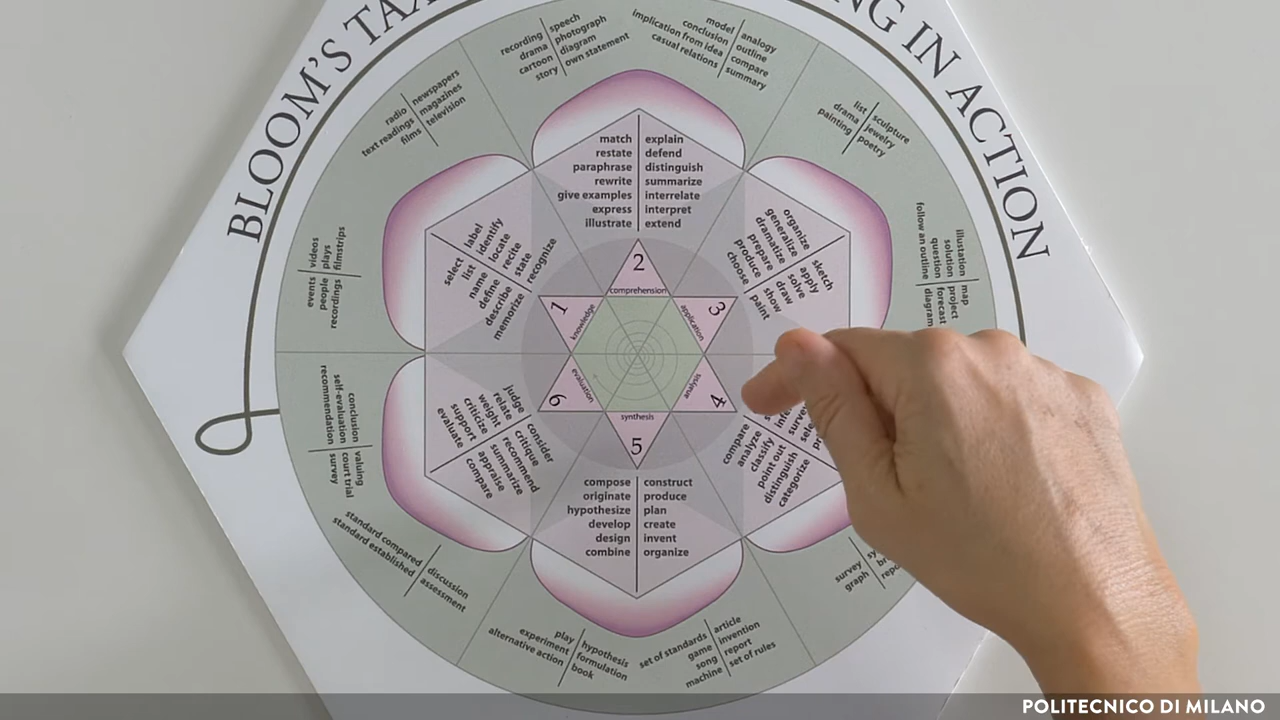 BLOOM'S TA
NG IN ACTION
recording
drama
cartoon
story
speech
photograph
diagram
own statement
model
conclusion
implication from idea
casual relations
analogy
outline
compare
summary
radio
text readings
films
newspapers
magazines
television
list
drama
painting
sculpture
jewelry
poetry
events
people
recordings
videos
plays
filmstrips
illustation
solution
question
follow an outline
map
project
forecast
diagram
match
restate
paraphrase
rewrite
give examples
express
illustrate
explain
defend
distinguish
summarize
interrelate
interpret
extend
select
list
name
define
describe
memorize
label
identify
locate
recite
state
recognize
organize
generalize
dramatize
prepare
produce
choose
sketch
apply
solve
draw
show
paint
1
knowledge
2
comprehension
3
application
4
analysis
5
synthesis
6
evaluation
judge
relate
weight
criticize
support
evaluate
consider
critique
recommend
summarize
appraise
compare
compare
analyze
classify
point out
distinguish
categorize
compose
originate
hypothesize
develop
design
combine
construct
produce
plan
create
invent
organize
conclusion
self-evaluation
recommendation
valuing
court trial
survey
standard compared
standard established
discussion
assessment
play
experiment
alternative action
hypothesis
formulation
book
set of standards
game
song
machine
article
invention
report
set of rules
survey
graph
POLITECNICO DI MILANO